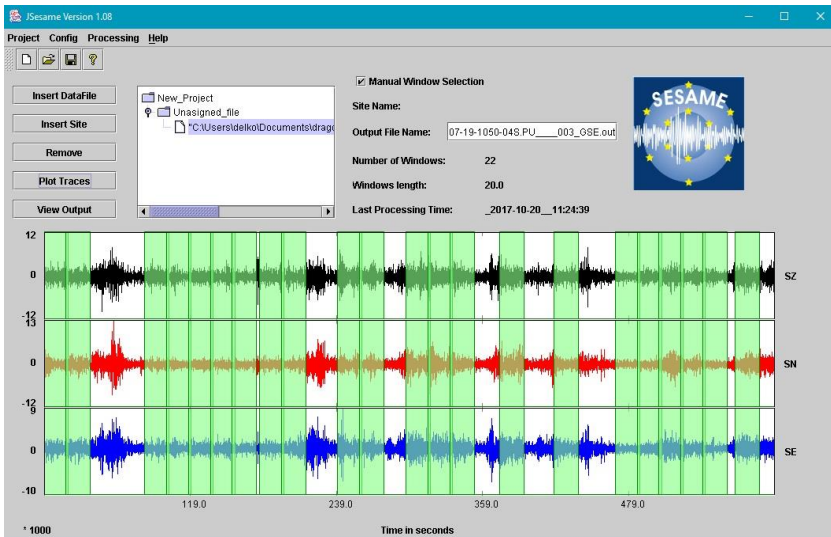 JSesame Version 1.08
Project Config Processing Help
Insert DataFile
Insert Site
Remove
Plot Traces
View Output
New_Project
Unasigned_file
"C:\Users\delko\Documents\drago
Manual Window Selection
Site Name:
Output File Name: 07-19-1050-04S.PU____003_GSE.out
Number of Windows: 22
Windows length: 20.0
Last Processing Time: _2017-10-20__11:24:39
SESAME
12
0
-12
SZ
13
0
-12
SN
9
0
-10
SE
119.0 239.0 359.0 479.0
* 1000 Time in seconds